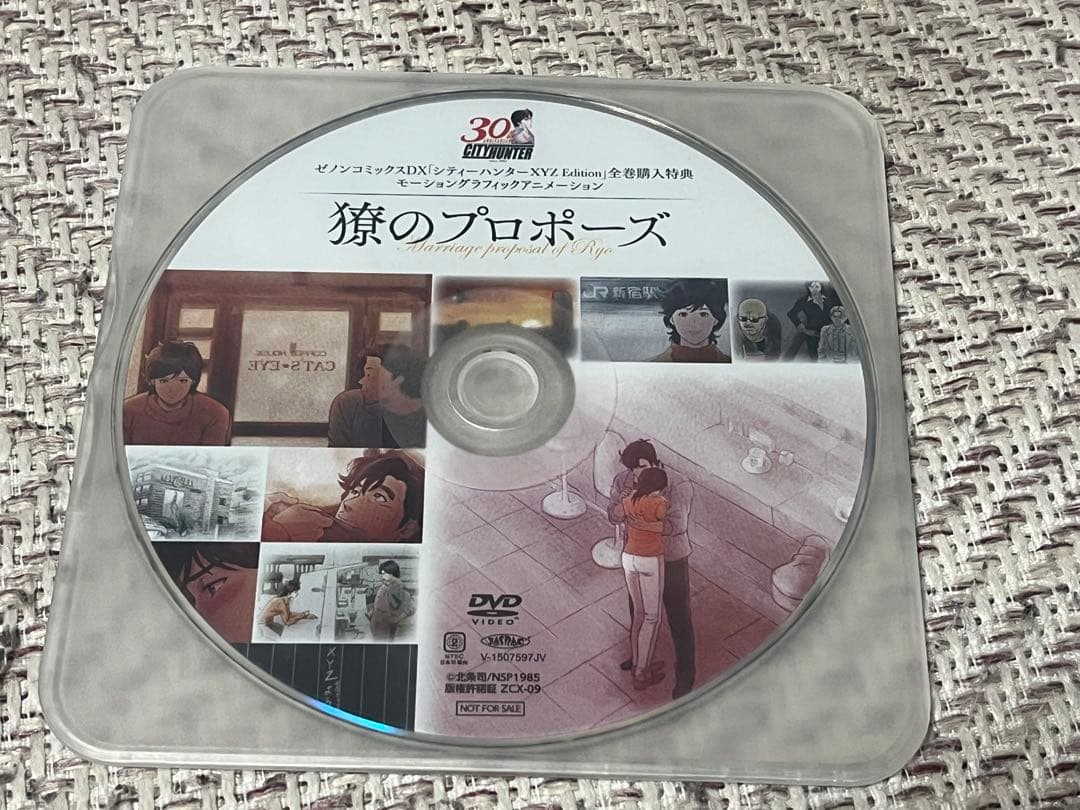 30
CITYHUNTER
ゼノンコミックスDX「シティーハンターXYZ Edition」全巻購入特典
モーショングラフィックアニメーション
獠のプロポーズ
Marriage proposal of Ryo
JR 新宿駅
COFFEE HOUSE
CAT'S EYE
XYZ
DVD
VIDEO
2
NTSC
日本市場向
V-1507597JV
©北条司/NSP1985
版権許諾証 ZCX-09
NOT FOR SALE